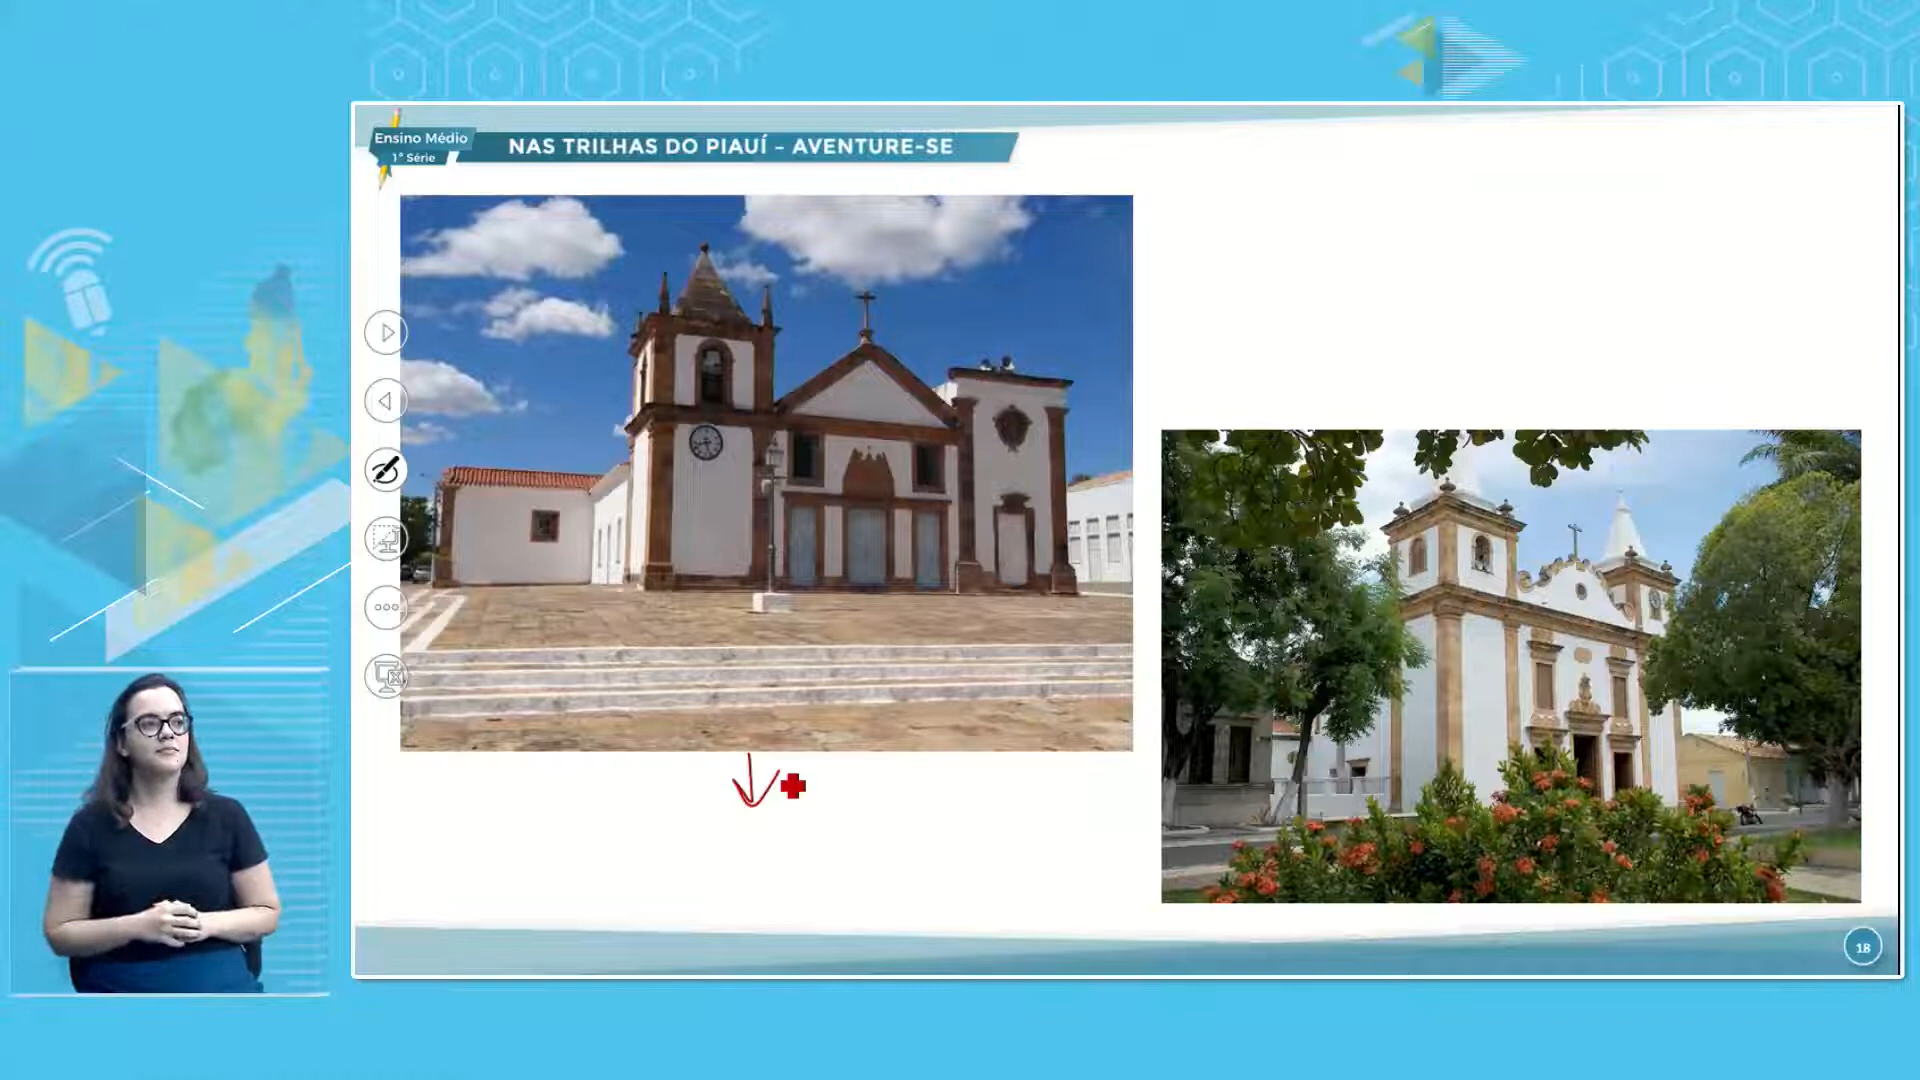 Ensino Médio
1ª Série
NAS TRILHAS DO PIAUÍ – AVENTURE-SE
18